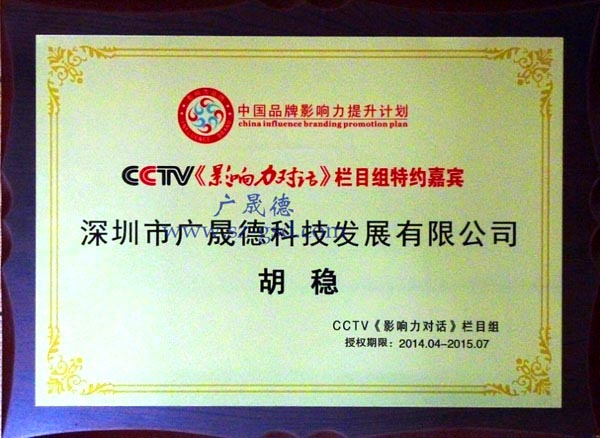 中国品牌影响力提升计划
china influence branding promotion plan
CCTV《影响力对话》栏目组特约嘉宾
广晟德
深圳市广晟德科技发展有限公司
胡 稳
CCTV《影响力对话》栏目组
授权期限：2014.04-2015.07